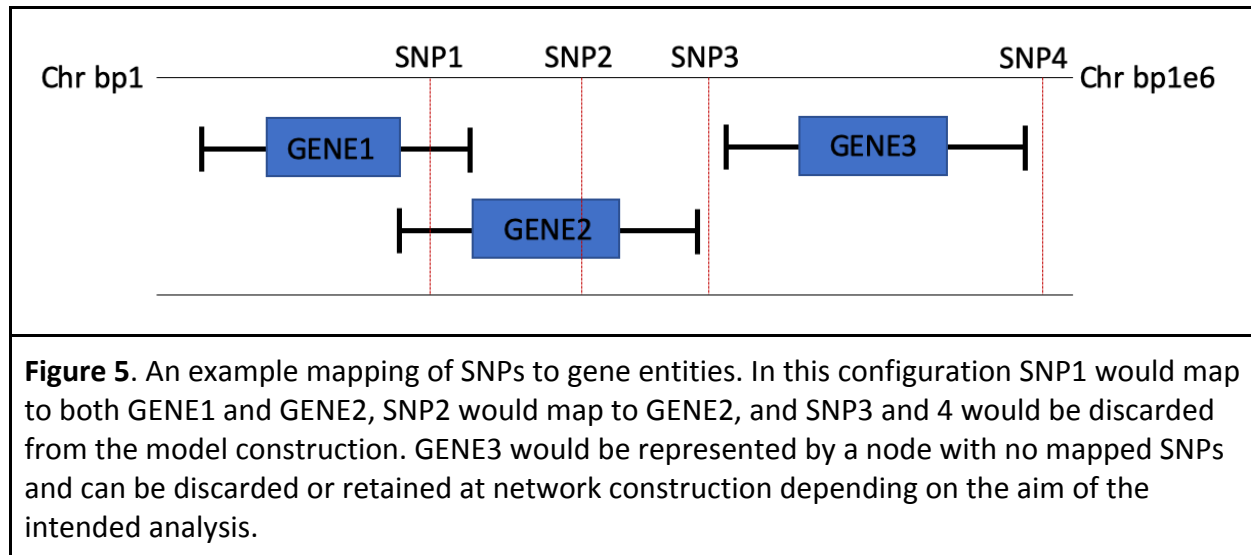 SNP1 SNP2 SNP3 SNP4
Chr bp1 Chr bp1e6
GENE1 GENE3
GENE2
Figure 5. An example mapping of SNPs to gene entities. In this configuration SNP1 would map
to both GENE1 and GENE2, SNP2 would map to GENE2, and SNP3 and 4 would be discarded
from the model construction. GENE3 would be represented by a node with no mapped SNPs
and can be discarded or retained at network construction depending on the aim of the
intended analysis.